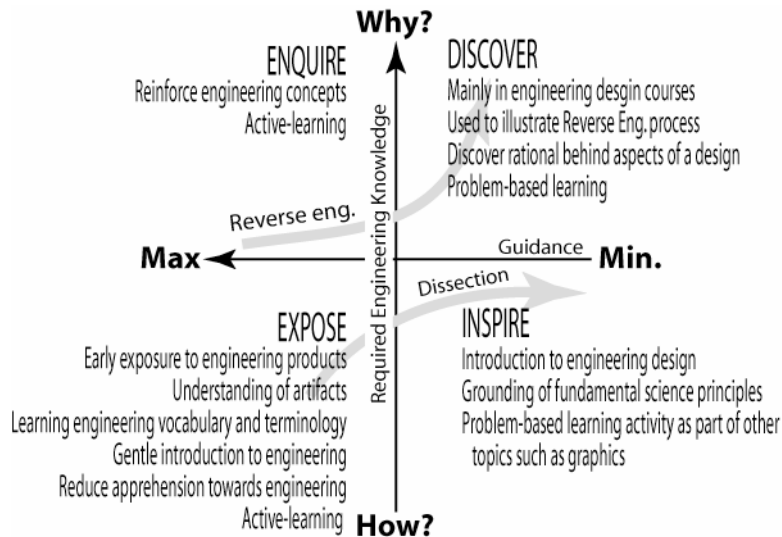 Why?
ENQUIRE
Reinforce engineering concepts
Active-learning
DISCOVER
Mainly in engineering desgin courses
Used to illustrate Reverse Eng. process
Discover rational behind aspects of a design
Problem-based learning
Required Engineering Knowledge
Reverse eng.
Max
Guidance
Min.
Dissection
EXPOSE
Early exposure to engineering products
Understanding of artifacts
Learning engineering vocabulary and terminology
Gentle introduction to engineering
Reduce apprehension towards engineering
Active-learning
INSPIRE
Introduction to engineering design
Grounding of fundamental science principles
Problem-based learning activity as part of other
topics such as graphics
How?